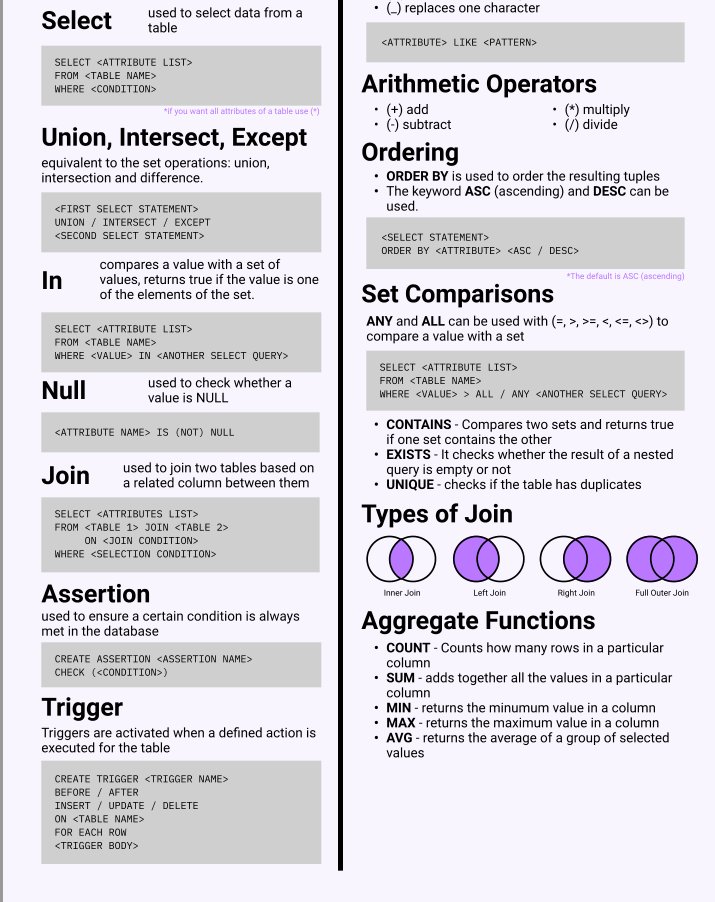 Select
used to select data from a
table
SELECT <ATTRIBUTE LIST>
FROM <TABLE NAME>
WHERE <CONDITION>
*if you want all attributes of a table use (*)
Union, Intersect, Except
equivalent to the set operations: union,
intersection and difference.
<FIRST SELECT STATEMENT>
UNION / INTERSECT / EXCEPT
<SECOND SELECT STATEMENT>
In
compares a value with a set of
values, returns true if the value is one
of the elements of the set.
SELECT <ATTRIBUTE LIST>
FROM <TABLE NAME>
WHERE <VALUE> IN <ANOTHER SELECT QUERY>
Null
used to check whether a
value is NULL
<ATTRIBUTE NAME> IS (NOT) NULL
Join
used to join two tables based on
a related column between them
SELECT <ATTRIBUTES LIST>
FROM <TABLE 1> JOIN <TABLE 2>
ON <JOIN CONDITION>
WHERE <SELECTION CONDITION>
Assertion
used to ensure a certain condition is always
met in the database
CREATE ASSERTION <ASSERTION NAME>
CHECK (<CONDITION>)
Trigger
Triggers are activated when a defined action is
executed for the table
CREATE TRIGGER <TRIGGER NAME>
BEFORE / AFTER
INSERT / UPDATE / DELETE
ON <TABLE NAME>
FOR EACH ROW
<TRIGGER BODY>
• (_) replaces one character
<ATTRIBUTE> LIKE <PATTERN>
Arithmetic Operators
• (+) add
• (-) subtract
• (*) multiply
• (/) divide
Ordering
• ORDER BY is used to order the resulting tuples
• The keyword ASC (ascending) and DESC can be
used.
<SELECT STATEMENT>
ORDER BY <ATTRIBUTE> <ASC / DESC>
*The default is ASC (ascending)
Set Comparisons
ANY and ALL can be used with (=, >, >=, <, <=, <>) to
compare a value with a set
SELECT <ATTRIBUTE LIST>
FROM <TABLE NAME>
WHERE <VALUE> > ALL / ANY <ANOTHER SELECT QUERY>
• CONTAINS - Compares two sets and returns true
if one set contains the other
• EXISTS - It checks whether the result of a nested
query is empty or not
• UNIQUE - checks if the table has duplicates
Types of Join
Inner Join
Left Join
Right Join
Full Outer Join
Aggregate Functions
• COUNT - Counts how many rows in a particular
column
• SUM - adds together all the values in a particular
column
• MIN - returns the minumum value in a column
• MAX - returns the maximum value in a column
• AVG - returns the average of a group of selected
values